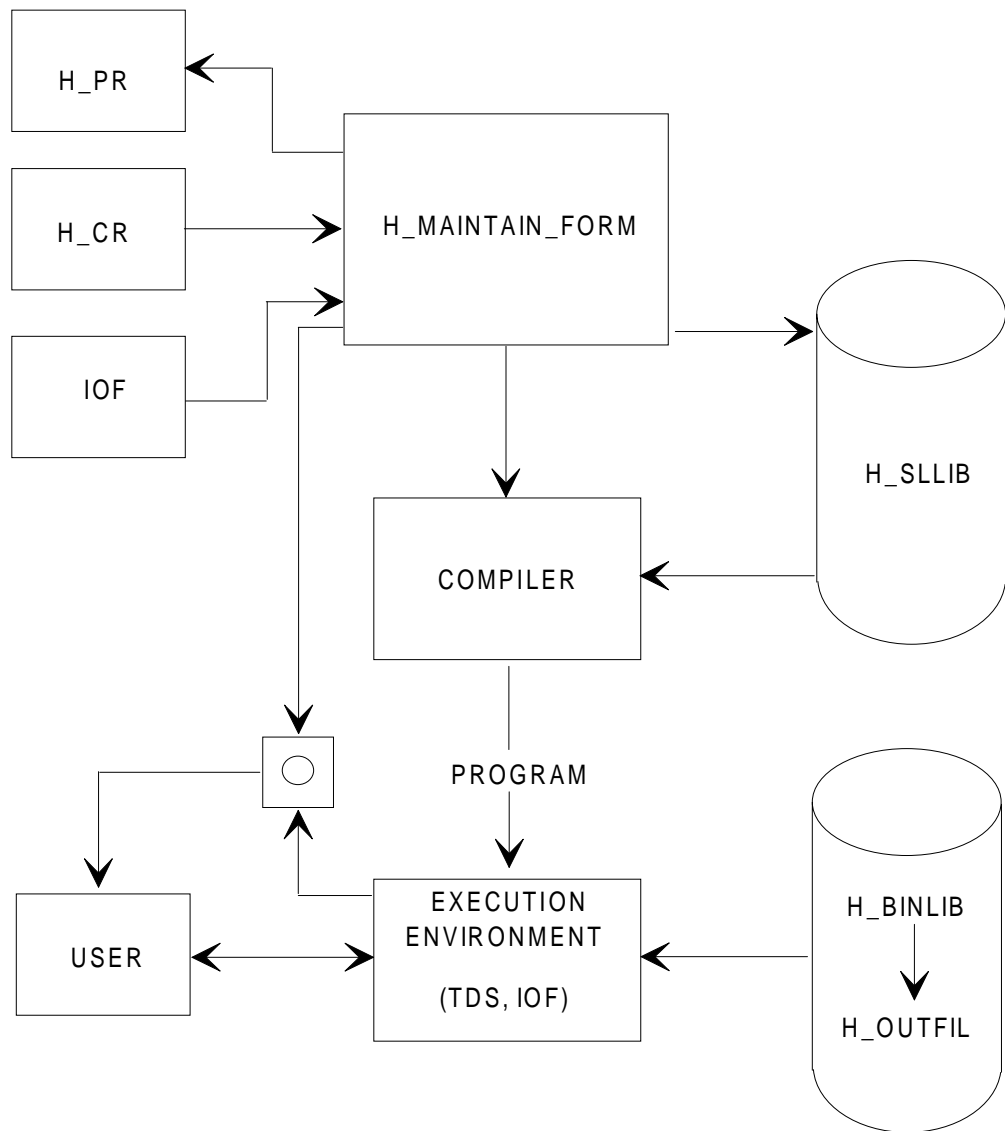 H_PR
H_MAINTAIN_FORM
H_CR
IOF
H_SLLIB
COMPILER
PROGRAM
EXECUTION
ENVIRONMENT
(TDS, IOF)
USER
H_BINLIB
H_OUTFIL